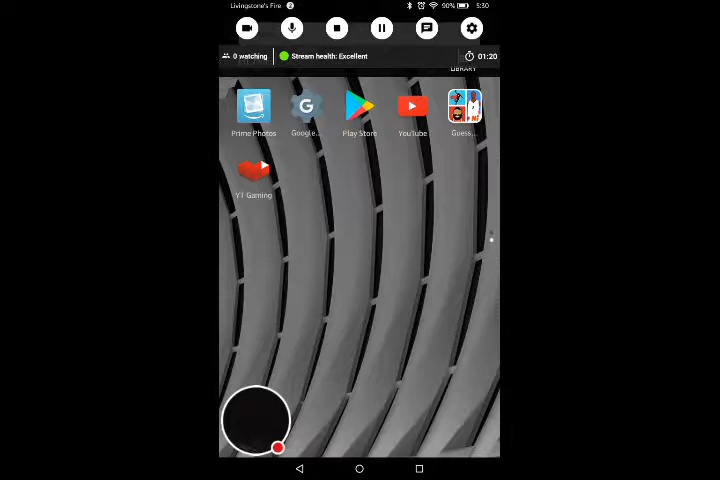 Livingstone's Fire 2 90% 5:30
0 watching Stream health: Excellent 01:20
LIBRARY
Prime Photos Google... Play Store YouTube Guess...
YT Gaming